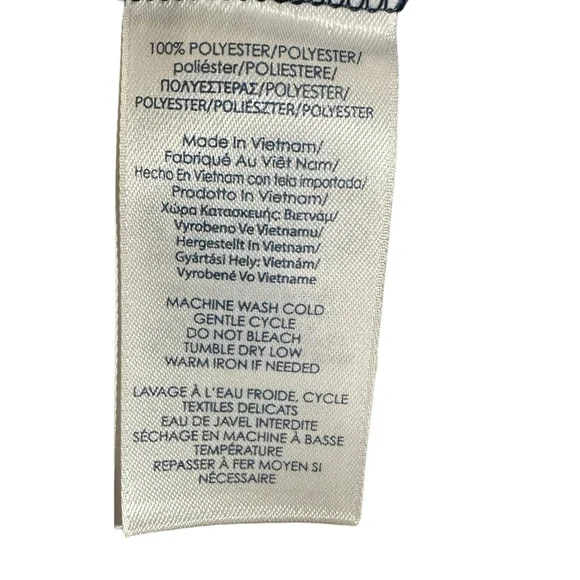 100% POLYESTER/POLYESTER/
poliéster/POLIESTERE/
ΠΟΛΥΕΣΤΕΡΑΣ/POLYESTER/
POLYESTER/POLIÉSZTER/POLYESTER
Made In Vietnam/
Fabriqué Au Viêt Nam/
Hecho En Vietnam con tela importada/
Prodotto In Vietnam/
Χώρα Κατασκευής: Βιετνάμ/
Vyrobeno Ve Vietnamu/
Hergestellt In Vietnam/
Gyártási Hely: Vietnám/
Vyrobené Vo Vietname
MACHINE WASH COLD
GENTLE CYCLE
DO NOT BLEACH
TUMBLE DRY LOW
WARM IRON IF NEEDED
LAVAGE À L'EAU FROIDE, CYCLE
TEXTILES DELICATS
EAU DE JAVEL INTERDITE
SÉCHAGE EN MACHINE À BASSE
TEMPÉRATURE
REPASSER À FER MOYEN SI
NÉCESSAIRE